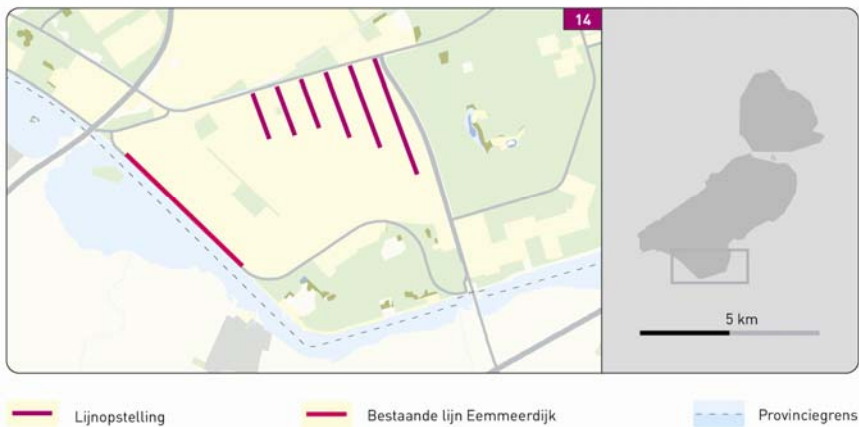 14
5 km
Lijnopstelling
Bestaande lijn Eemmeerdijk
Provinciegrens